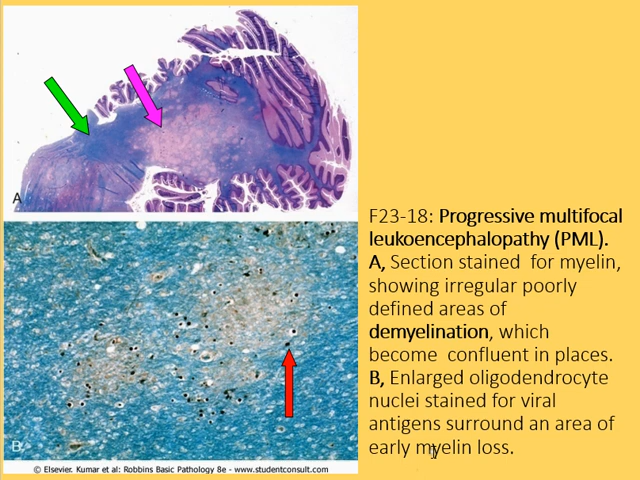 A
B
© Elsevier. Kumar et al: Robbins Basic Pathology 8e - www.studentconsult.com
F23-18: Progressive multifocal
leukoencephalopathy (PML).
A, Section stained for myelin,
showing irregular poorly
defined areas of
demyelination, which
become confluent in places.
B, Enlarged oligodendrocyte
nuclei stained for viral
antigens surround an area of
early myelin loss.